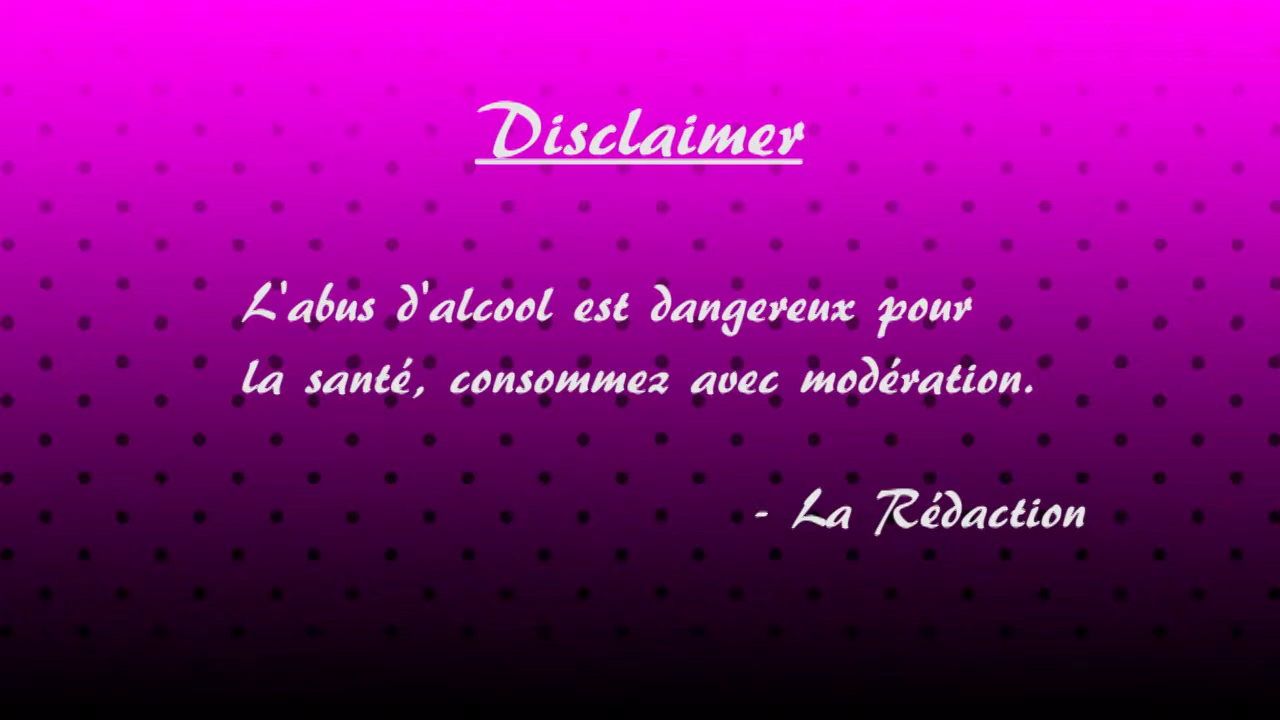 Disclaimer
L'abus d'alcool est dangereux pour
la santé, consommez avec modération.
- La Rédaction